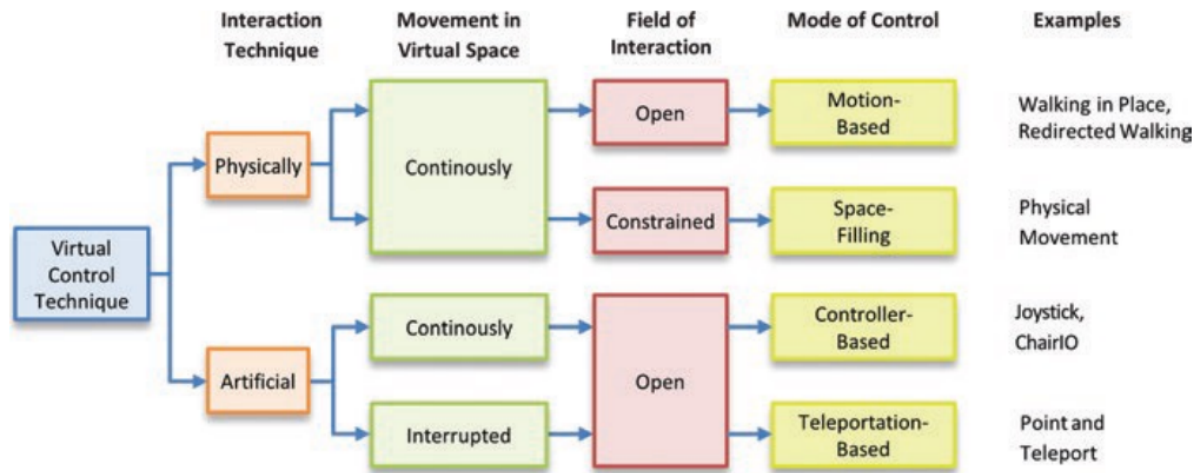 Interaction
Technique
Movement in
Virtual Space
Field of
Interaction
Mode of Control
Examples
Virtual
Control
Technique
Physically
Continously
Open
Motion-
Based
Walking in Place,
Redirected Walking
Constrained
Space-
Filling
Physical
Movement
Artificial
Continously
Interrupted
Open
Controller-
Based
Joystick,
ChairIO
Teleportation-
Based
Point and
Teleport